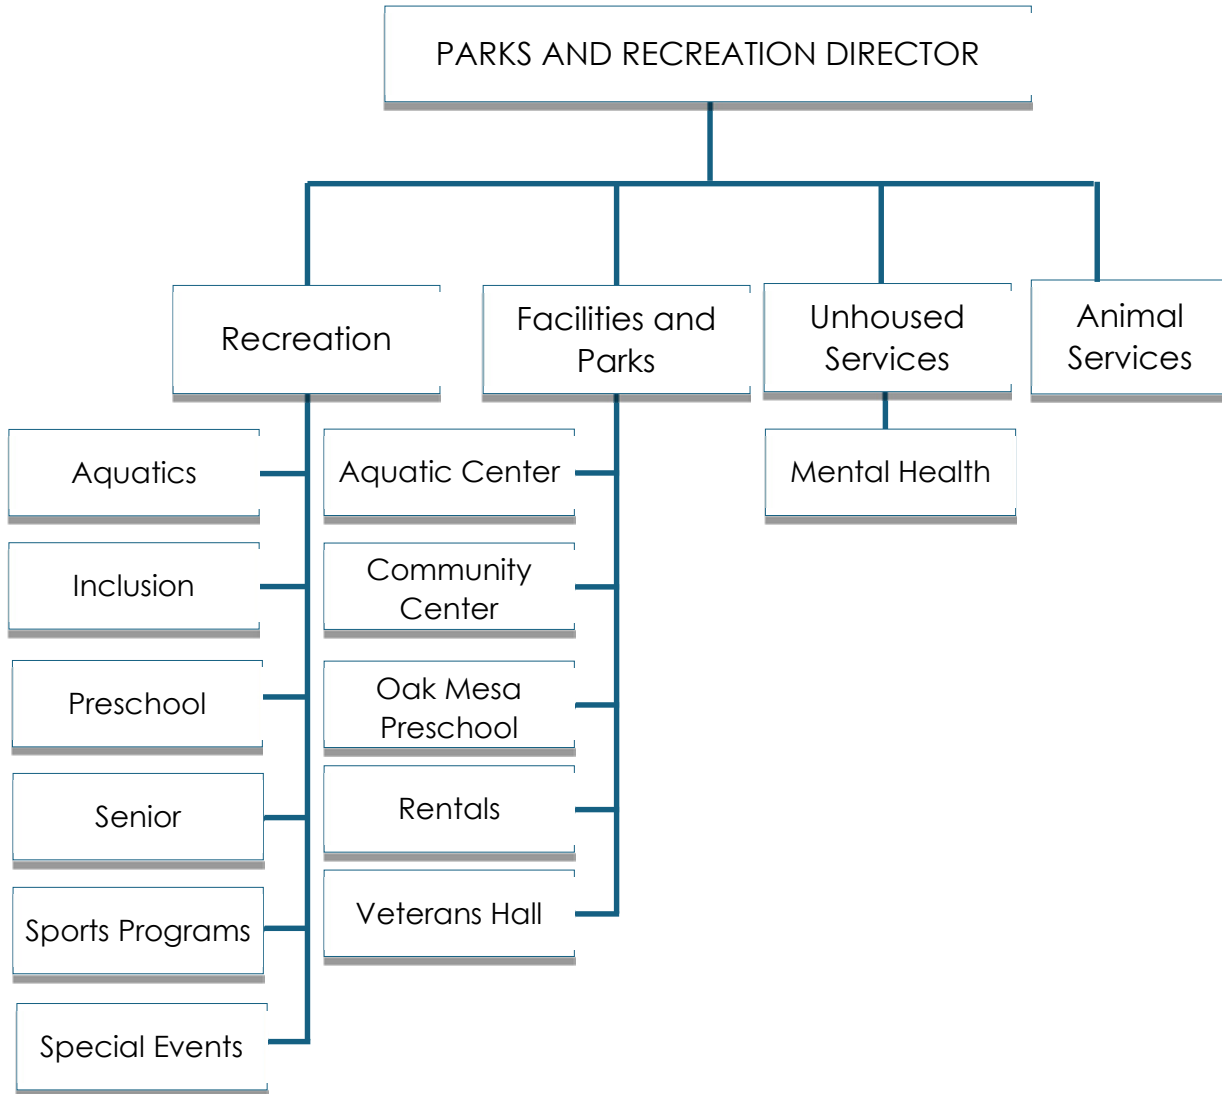 PARKS AND RECREATION DIRECTOR
Recreation
Facilities and
Parks
Unhoused
Services
Animal
Services
Aquatics
Inclusion
Preschool
Senior
Sports Programs
Special Events
Aquatic Center
Community
Center
Oak Mesa
Preschool
Rentals
Veterans Hall
Mental Health